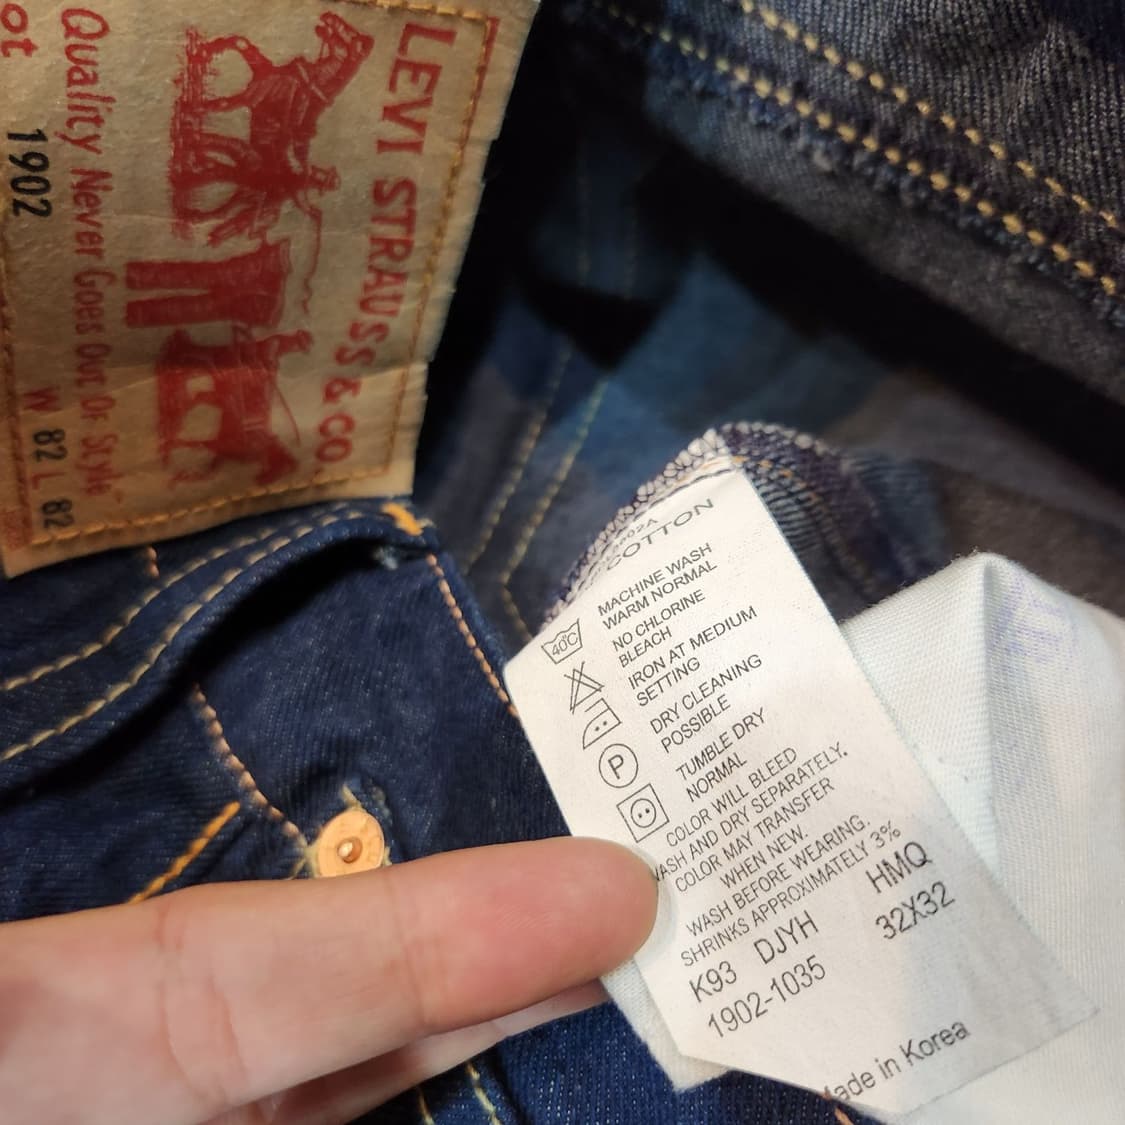 LEVI STRAUSS & CO.
Quality Never Goes Out Of Style"
ot 1902 W 82 L 82
COTTON
40°C
MACHINE WASH
WARM NORMAL
NO CHLORINE
BLEACH
IRON AT MEDIUM
SETTING
P
DRY CLEANING
POSSIBLE
TUMBLE DRY
NORMAL
COLOR WILL BLEED
WASH AND DRY SEPARATELY.
COLOR MAY TRANSFER
WHEN NEW.
WASH BEFORE WEARING.
SHRINKS APPROXIMATELY 3%
K93 DJYH HMQ
1902-1035 32X32
Made in Korea